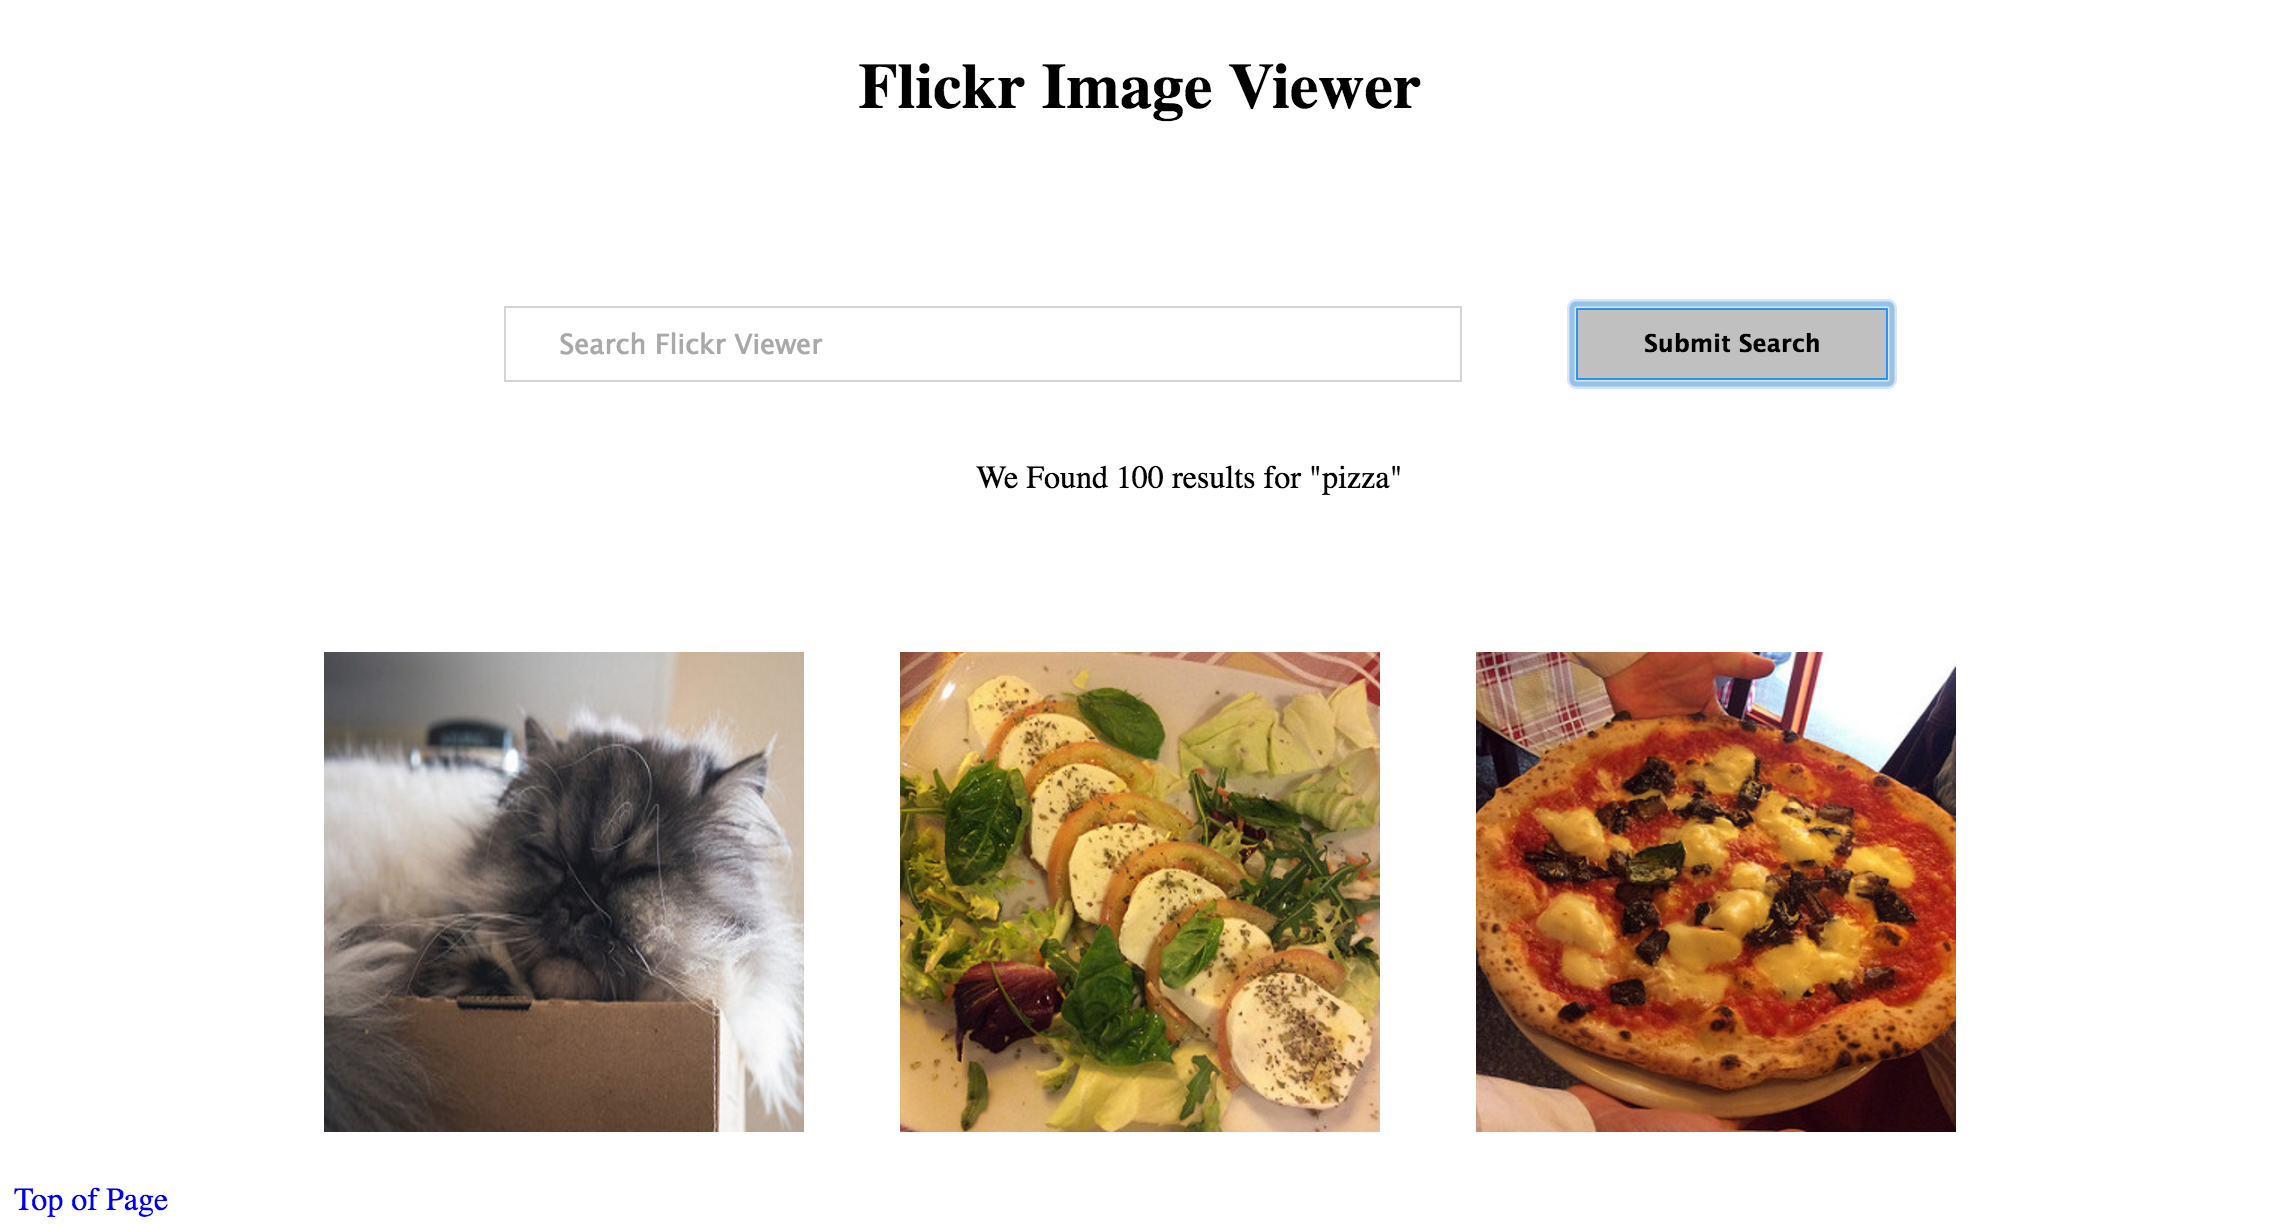 Flickr Image Viewer
Search Flickr Viewer
Submit Search
We Found 100 results for "pizza"
Top of Page